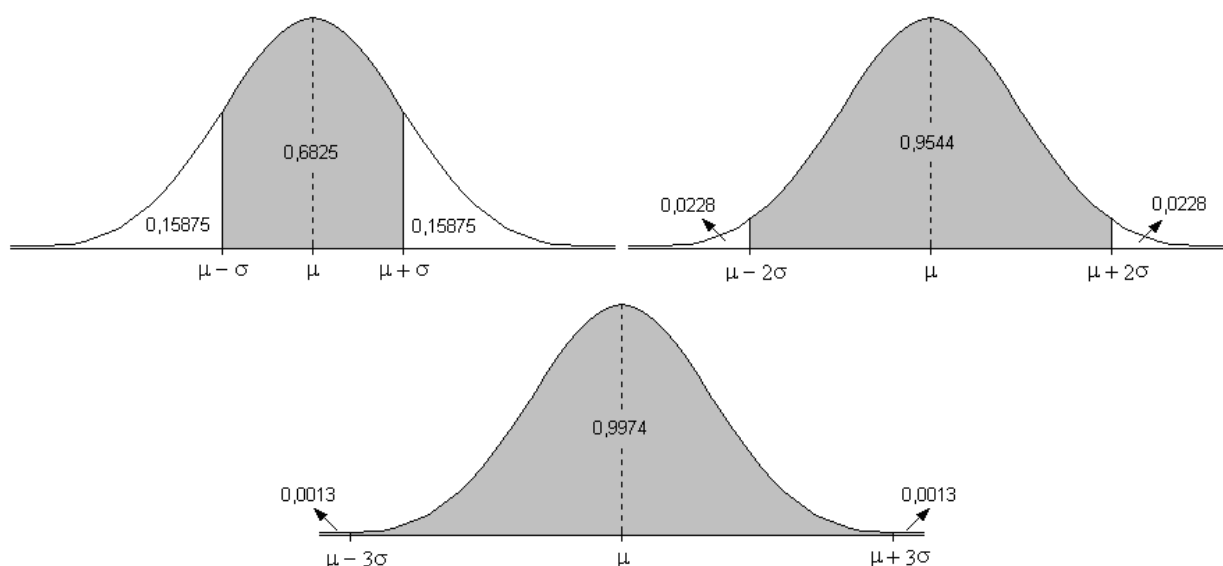 0,6825
0,15875
0,15875
μ − σ
μ
μ + σ
0,9544
0,0228
0,0228
μ − 2σ
μ
μ + 2σ
0,9974
0,0013
0,0013
μ − 3σ
μ
μ + 3σ